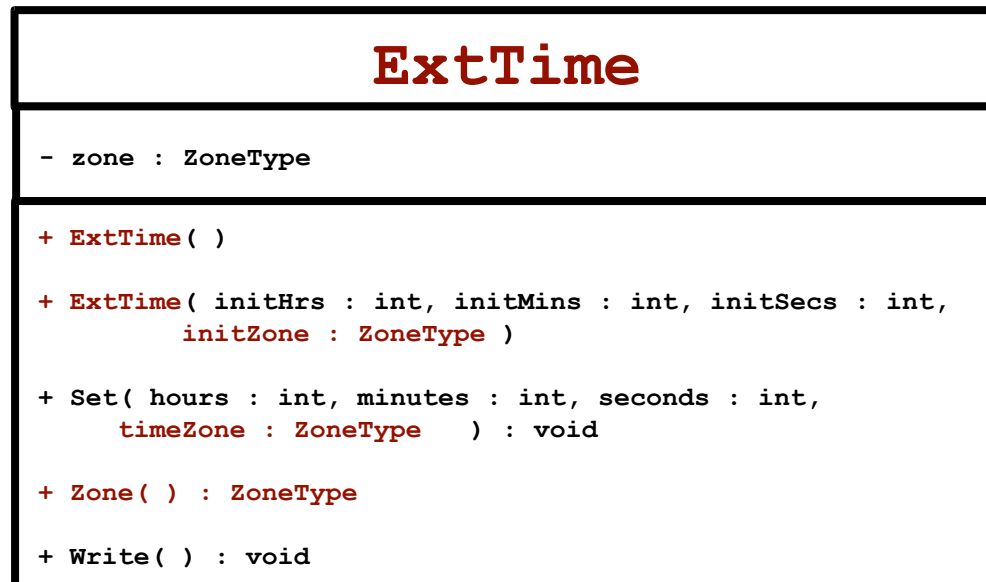 ExtTime
- zone : ZoneType
+ ExtTime( )
+ ExtTime( initHrs : int, initMins : int, initSecs : int,
initZone : ZoneType )
+ Set( hours : int, minutes : int, seconds : int,
timeZone : ZoneType ) : void
+ Zone( ) : ZoneType
+ Write( ) : void